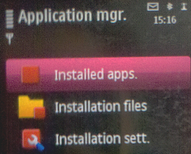 Application mgr.
15:16
Installed apps.
Installation files
Installation sett.